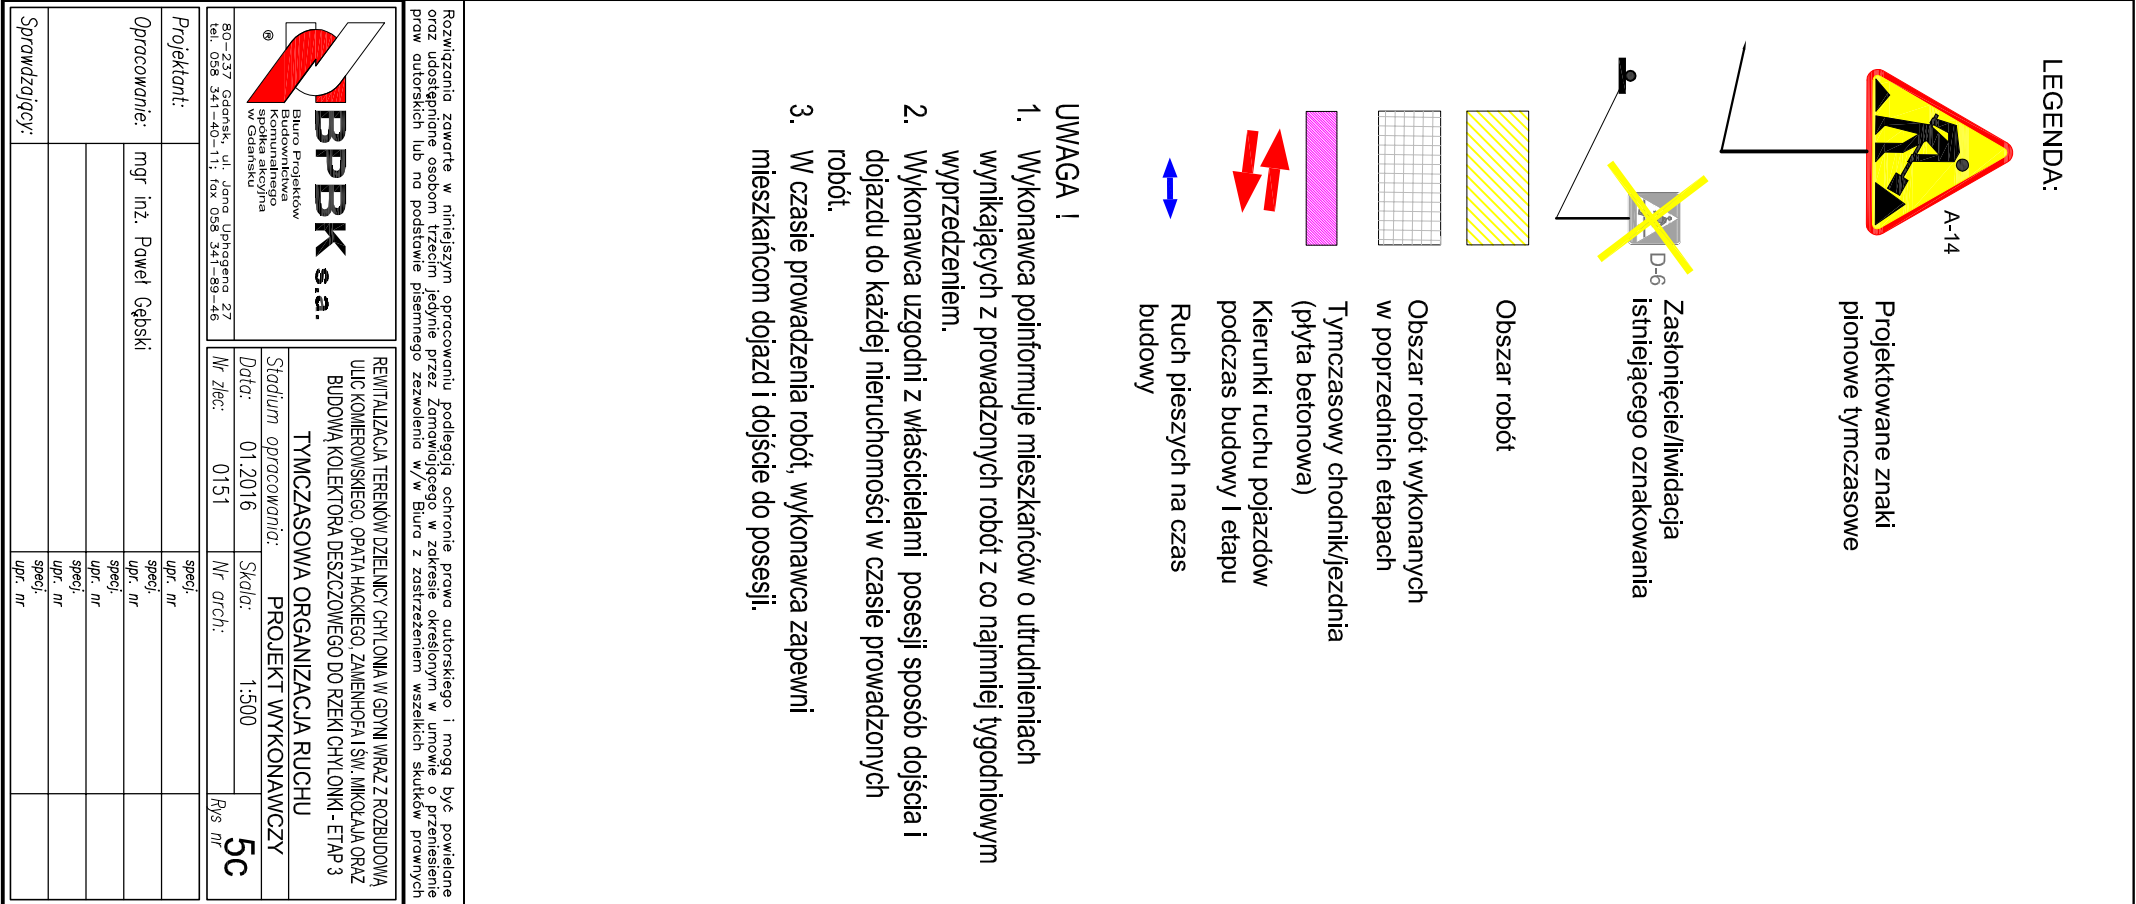 LEGENDA:
A-14
Projektowane znaki
pionowe tymczasowe
D-6
Zasłonięcie/liwidacja
istniejącego oznakowania
Obszar robót
Obszar robót wykonanych
w poprzednich etapach
Tymczasowy chodnik/jezdnia
(płyta betonowa)
Kierunki ruchu pojazdów
podczas budowy I etapu
Ruch pieszych na czas
budowy
UWAGA !
1. Wykonawca poinformuje mieszkańców o utrudnieniach
wynikających z prowadzonych robót z co najmniej tygodniowym
wyprzedzeniem.
2. Wykonawca uzgodni z właścicielami posesji sposób dojścia i
dojazdu do każdej nieruchomości w czasie prowadzonych
robót.
3. W czasie prowadzenia robót, wykonawca zapewni
mieszkańcom dojazd i dojście do posesji.
Rozwiązania zawarte w niniejszym opracowaniu podlegają ochronie prawa autorskiego i mogą być powielane
oraz udostępniane osobom trzecim jedynie przez Zamawiającego w zakresie określonym w umowie o przeniesienie
praw autorskich lub na podstawie pisemnego zezwolenia w/w Biura z zastrzeżeniem wszelkich skutków prawnych
BPBK s.a.
®
Biuro Projektów
Budownictwa
Komunalnego
spółka akcyjna
w Gdańsku
80-237 Gdańsk, ul. Jana Uphagena 27
tel. 058 341-40-11; fax 058 341-89-46
REWITALIZACJA TERENÓW DZIELNICY CHYLONIA W GDYNI WRAZ Z ROZBUDOWĄ
ULIC KOMIEROWSKIEGO, OPATA HACKIEGO, ZAMENHOFA I ŚW. MIKOŁAJA ORAZ
BUDOWĄ KOLEKTORA DESZCZOWEGO DO RZEKI CHYLONKI - ETAP 3
TYMCZASOWA ORGANIZACJA RUCHU
Stadium opracowania: PROJEKT WYKONAWCZY
Data: 01.2016 Skala: 1:500
Nr zlec: 0151 Nr arch: Rys nr 5c
Projektant: specj.
upr. nr
Opracowanie: mgr inż. Paweł Gębski specj.
upr. nr
specj.
upr. nr
specj.
upr. nr
Sprawdzający: specj.
upr. nr